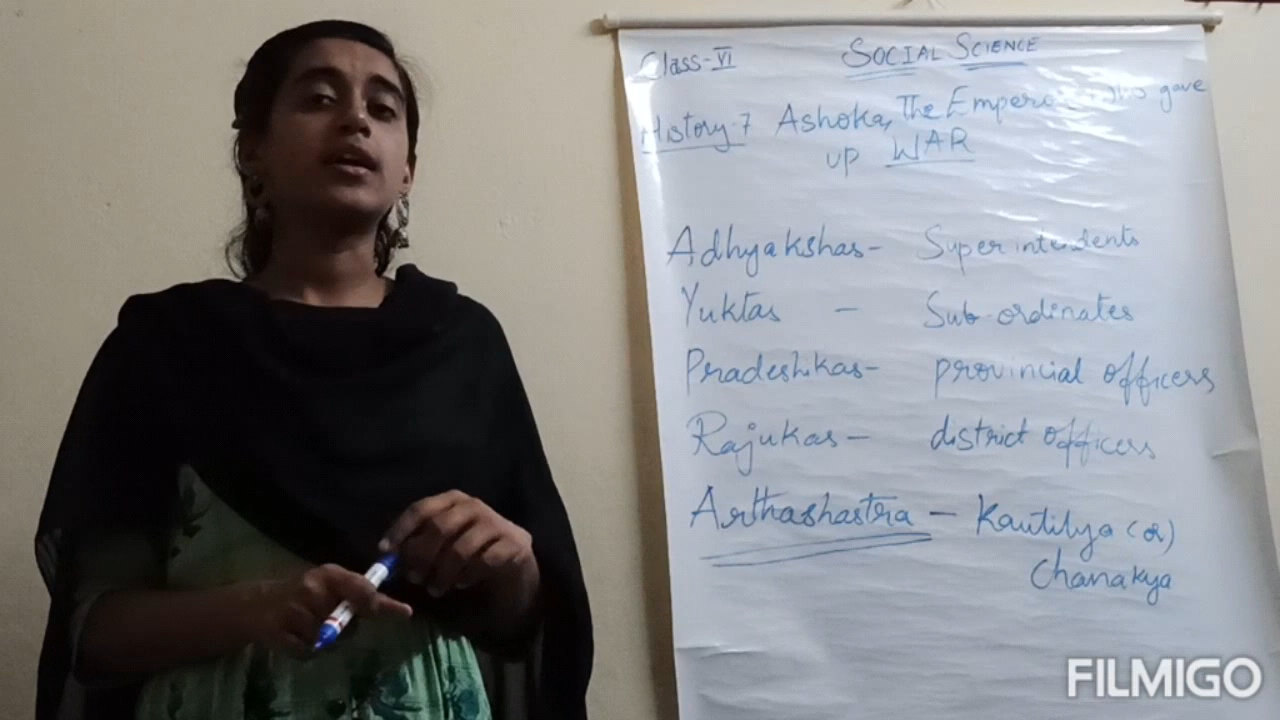 Class-VI SOCIAL SCIENCE
History-7 Ashoka, The Emperor gave
up WAR
Adhyakshas- Superintendents
Yuktas - Sub-ordinates
Pradeshikas- provincial officers
Rajukas- district officers
Arthashastra - Kautilya (or)
Chanakya
FILMIGO